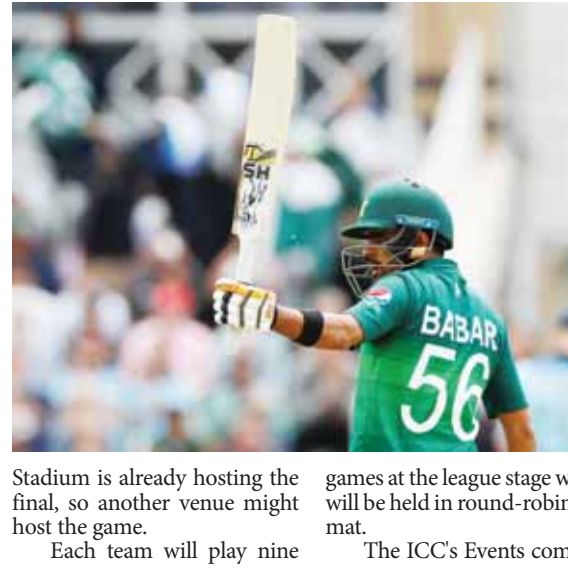 SH
BABAR
56
Stadium is already hosting the
final, so another venue might
host the game.
Each team will play nine
games at the league stage
will be held in round-robin
mat.
The ICC's Events